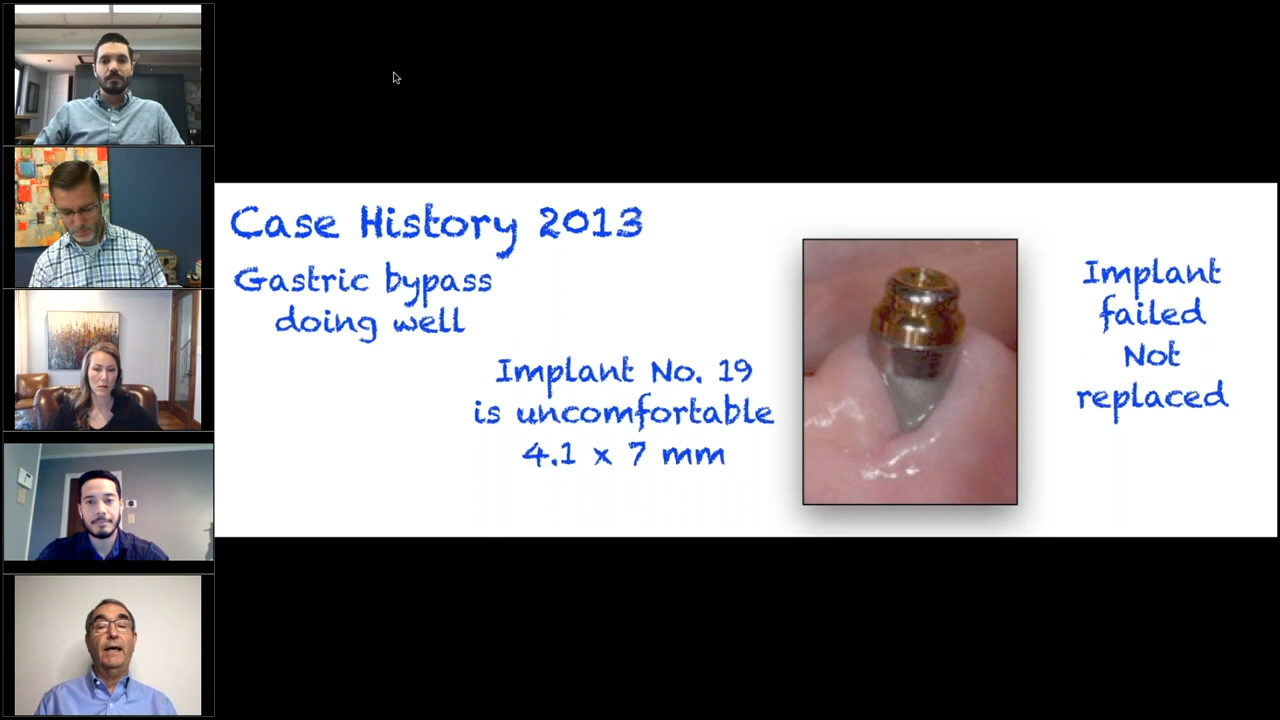 Case History 2013
Gastric bypass
doing well
Implant No. 19
is uncomfortable
4.1 x 7 mm
Implant
failed
Not
replaced